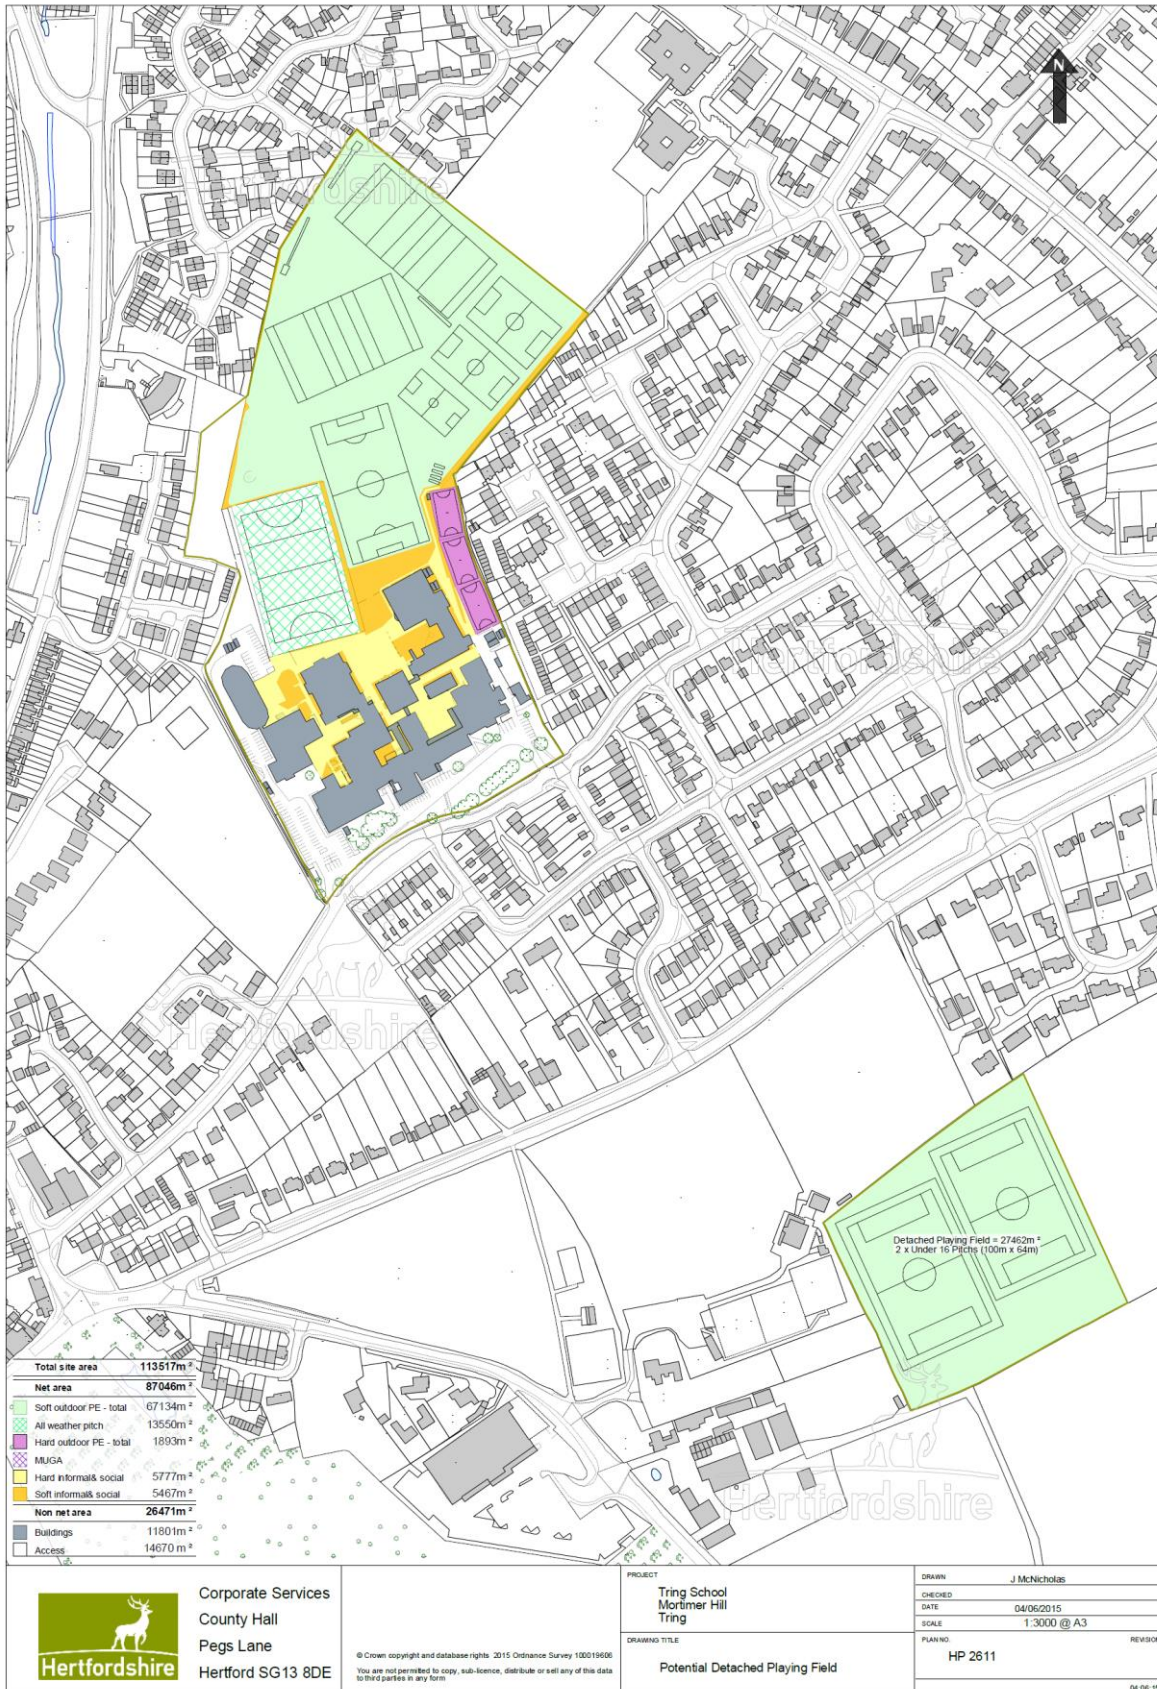 N
Hertfordshire
Hertfordshire
Hertfordshire
Hertfordshire
Detached Playing Field = 27462m²
2 x Under 16 Pitchs (100m x 64m)
Total site area 113517m²
Net area 87046m²
Soft outdoor PE - total 67134m²
All weather pitch 13550m²
Hard outdoor PE - total 1893m²
MUGA
Hard informal& social 5777m²
Soft informal& social 5467m²
Non net area 26471m²
Buildings 11801m²
Access 14670 m²
Hertfordshire
Corporate Services
County Hall
Pegs Lane
Hertford SG13 8DE
© Crown copyright and database rights 2015 Ordnance Survey 100019606
You are not permitted to copy, sub-licence, distribute or sell any of this data
to third parties in any form
PROJECT
Tring School
Mortimer Hill
Tring
DRAWING TITLE
Potential Detached Playing Field
DRAWN J McNicholas
CHECKED
DATE 04/06/2015
SCALE 1:3000 @ A3
PLAN NO. REVISION
HP 2611